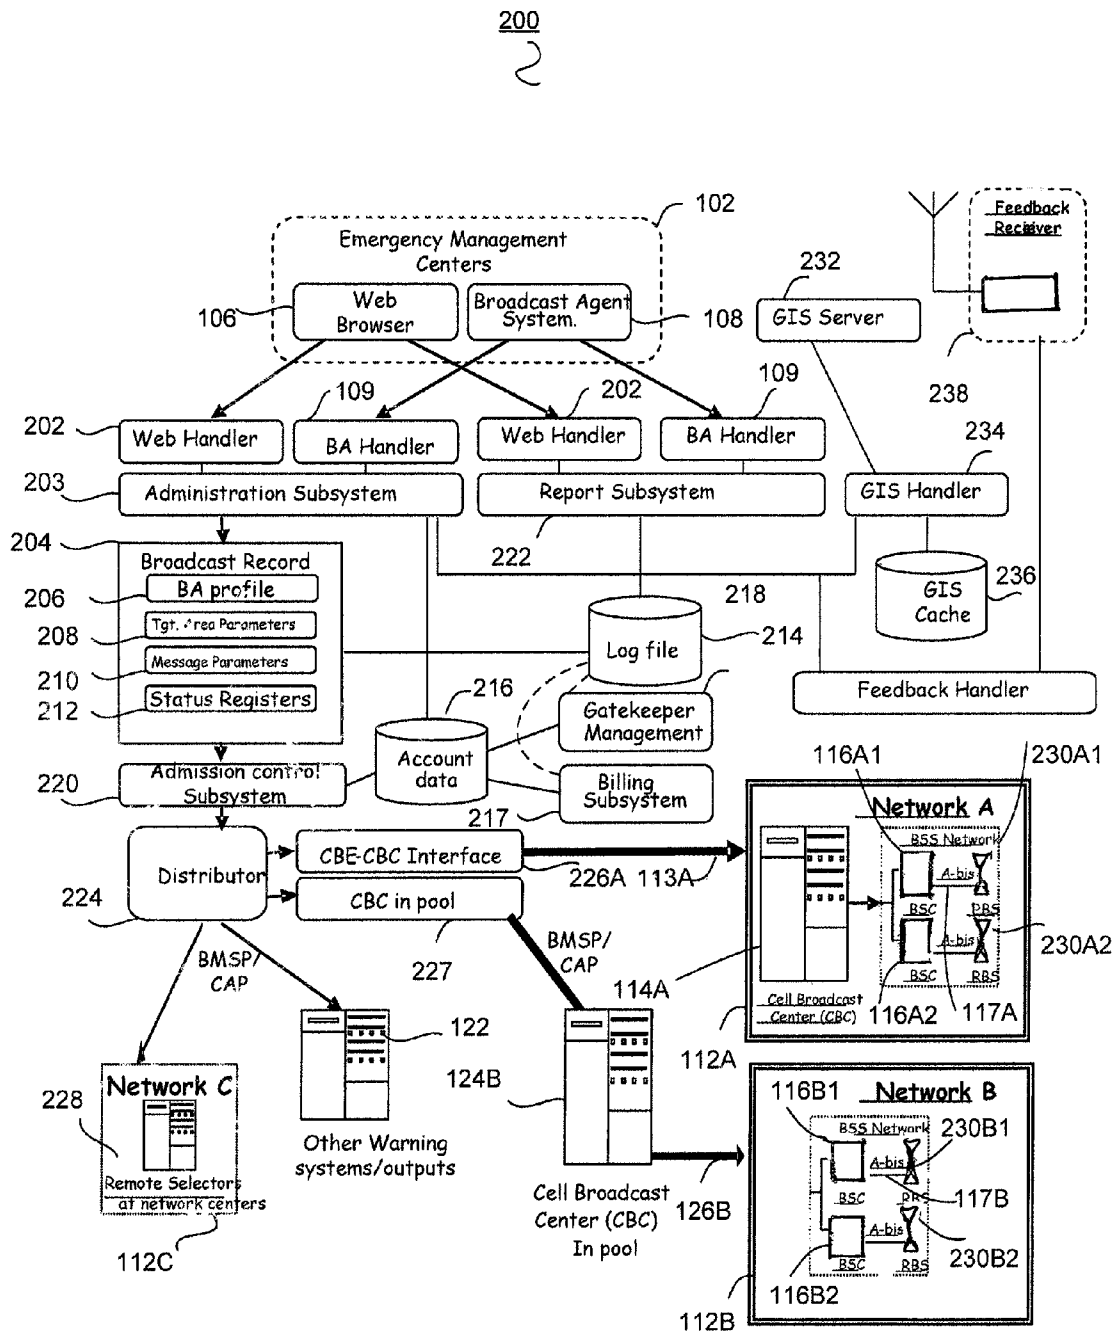 200
102
Emergency Management
Centers
Feedback
Reciever
232
106
Web
Browser
Broadcast Agent
System.
108
GIS Server
238
109
202
109
202
Web Handler
BA Handler
Web Handler
BA Handler
234
203
Administration Subsystem
Report Subsystem
GIS Handler
204
Broadcast Record
222
206
BA profile
218
GIS
Cache
236
208
Tgt. Area Parameters
Log file
214
210
Message Parameters
212
Status Registers
216
Gatekeeper
Management
Feedback Handler
220
Admission control
Subsystem
Account
data
Billing
Subsystem
217
116A1
230A1
Network A
BSS Network
224
Distributor
CBE-CBC Interface
226A
113A
A-bis
BSC
RBS
CBC in pool
A-bis
230A2
BSC
RBS
BMSP/
CAP
227
BMSP/
CAP
114A
Cell Broadcast
Center (CBC)
116A2
117A
122
124B
112A
Network C
228
116B1
Network B
BSS Network
230B1
Other Warning
systems/outputs
A-bis
117B
Remote Selectors
at network centers
Cell Broadcast
Center (CBC)
In pool
126B
BSC
RBS
A-bis
112C
BSC
RBS
230B2
116B2
112B